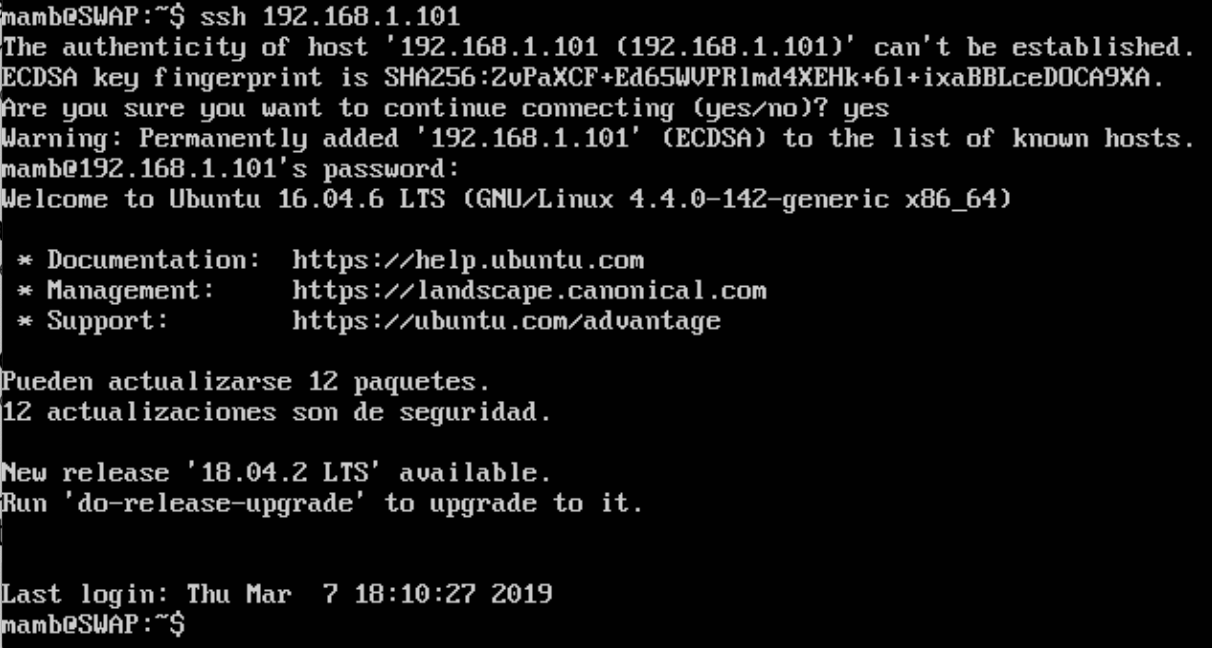 mamb@SWAP:~$ ssh 192.168.1.101
The authenticity of host '192.168.1.101 (192.168.1.101)' can't be established.
ECDSA key fingerprint is SHA256:ZvPaXCF+Ed65WVPRlmd4XEHk+6l+ixaBBLceDOCA9XA.
Are you sure you want to continue connecting (yes/no)? yes
Warning: Permanently added '192.168.1.101' (ECDSA) to the list of known hosts.
mamb@192.168.1.101's password:
Welcome to Ubuntu 16.04.6 LTS (GNU/Linux 4.4.0-142-generic x86_64)
* Documentation:  https://help.ubuntu.com
* Management:     https://landscape.canonical.com
* Support:        https://ubuntu.com/advantage
Pueden actualizarse 12 paquetes.
12 actualizaciones son de seguridad.
New release '18.04.2 LTS' available.
Run 'do-release-upgrade' to upgrade to it.
Last login: Thu Mar  7 18:10:27 2019
mamb@SWAP:~$